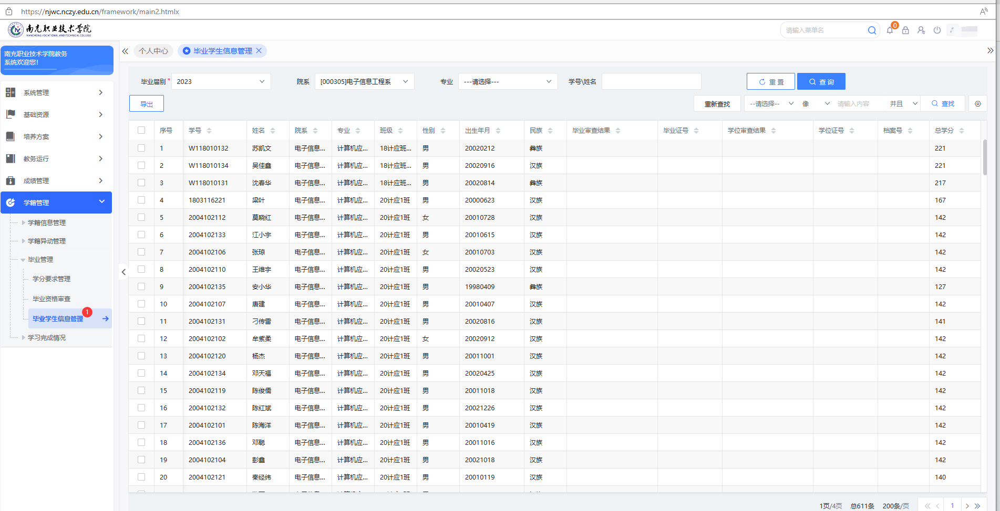 https://njwc.nczy.edu.cn/framework/main2.htmlx
南充职业技术学院
NANCHONG VOCATIONAL AND TECHNICAL COLLEGE
请输入菜单名
0
南充职业技术学院教务
系统欢迎您!
个人中心
毕业学生信息管理
系统管理
基础资源
培养方案
教务运行
成绩管理
学籍管理
学籍信息管理
学籍异动管理
毕业管理
学分要求管理
毕业资格审查
毕业学生信息管理 1
学习完成情况
毕业届别* 2023 院系 [000305]电子信息工程系 专业 ---请选择--- 学号\姓名 重置 查询
导出 重新查找 --请选择-- 像 请输入内容 并且 查找
序号 学号 姓名 院系 专业 班级 性别 出生年月 民族 毕业审查结果 毕业证号 学位审查结果 学位证号 档案号 总学分
1 W118010132 苏凯文 电子信息... 计算机应... 18计应班... 男 20020212 彝族 221
2 W118010134 吴佳鑫 电子信息... 计算机应... 18计应班... 男 20020916 汉族 221
3 W118010131 沈春华 电子信息... 计算机应... 18计应班... 男 20020814 彝族 217
4 1803116221 梁叶 电子信息... 计算机应... 20计应1班 男 20000623 汉族 167
5 2004102112 莫晓红 电子信息... 计算机应... 20计应1班 女 20010728 汉族 142
6 2004102133 江小宇 电子信息... 计算机应... 20计应1班 男 20010615 汉族 142
7 2004102106 张琼 电子信息... 计算机应... 20计应1班 女 20010703 汉族 142
8 2004102110 王维宇 电子信息... 计算机应... 20计应1班 男 20020523 汉族 142
9 2004102135 安小华 电子信息... 计算机应... 20计应1班 男 19980409 彝族 127
10 2004102107 唐建 电子信息... 计算机应... 20计应1班 男 20010407 汉族 142
11 2004102131 刁传雷 电子信息... 计算机应... 20计应1班 男 20020816 汉族 141
12 2004102102 牟紫柔 电子信息... 计算机应... 20计应1班 女 20020912 汉族 142
13 2004102120 杨杰 电子信息... 计算机应... 20计应1班 男 20011001 汉族 142
14 2004102134 邓天福 电子信息... 计算机应... 20计应1班 男 20020425 汉族 142
15 2004102119 陈俊儒 电子信息... 计算机应... 20计应1班 男 20011018 汉族 142
16 2004102132 陈红斌 电子信息... 计算机应... 20计应1班 男 20021226 汉族 142
17 2004102101 陈海洋 电子信息... 计算机应... 20计应1班 男 20010419 汉族 142
18 2004102136 邓聪 电子信息... 计算机应... 20计应1班 男 20011016 汉族 142
19 2004102104 彭鑫 电子信息... 计算机应... 20计应1班 男 20021018 汉族 142
20 2004102121 秦经纬 电子信息... 计算机应... 20计应1班 男 20010119 汉族 140
1页/4页 总611条 200条/页 1